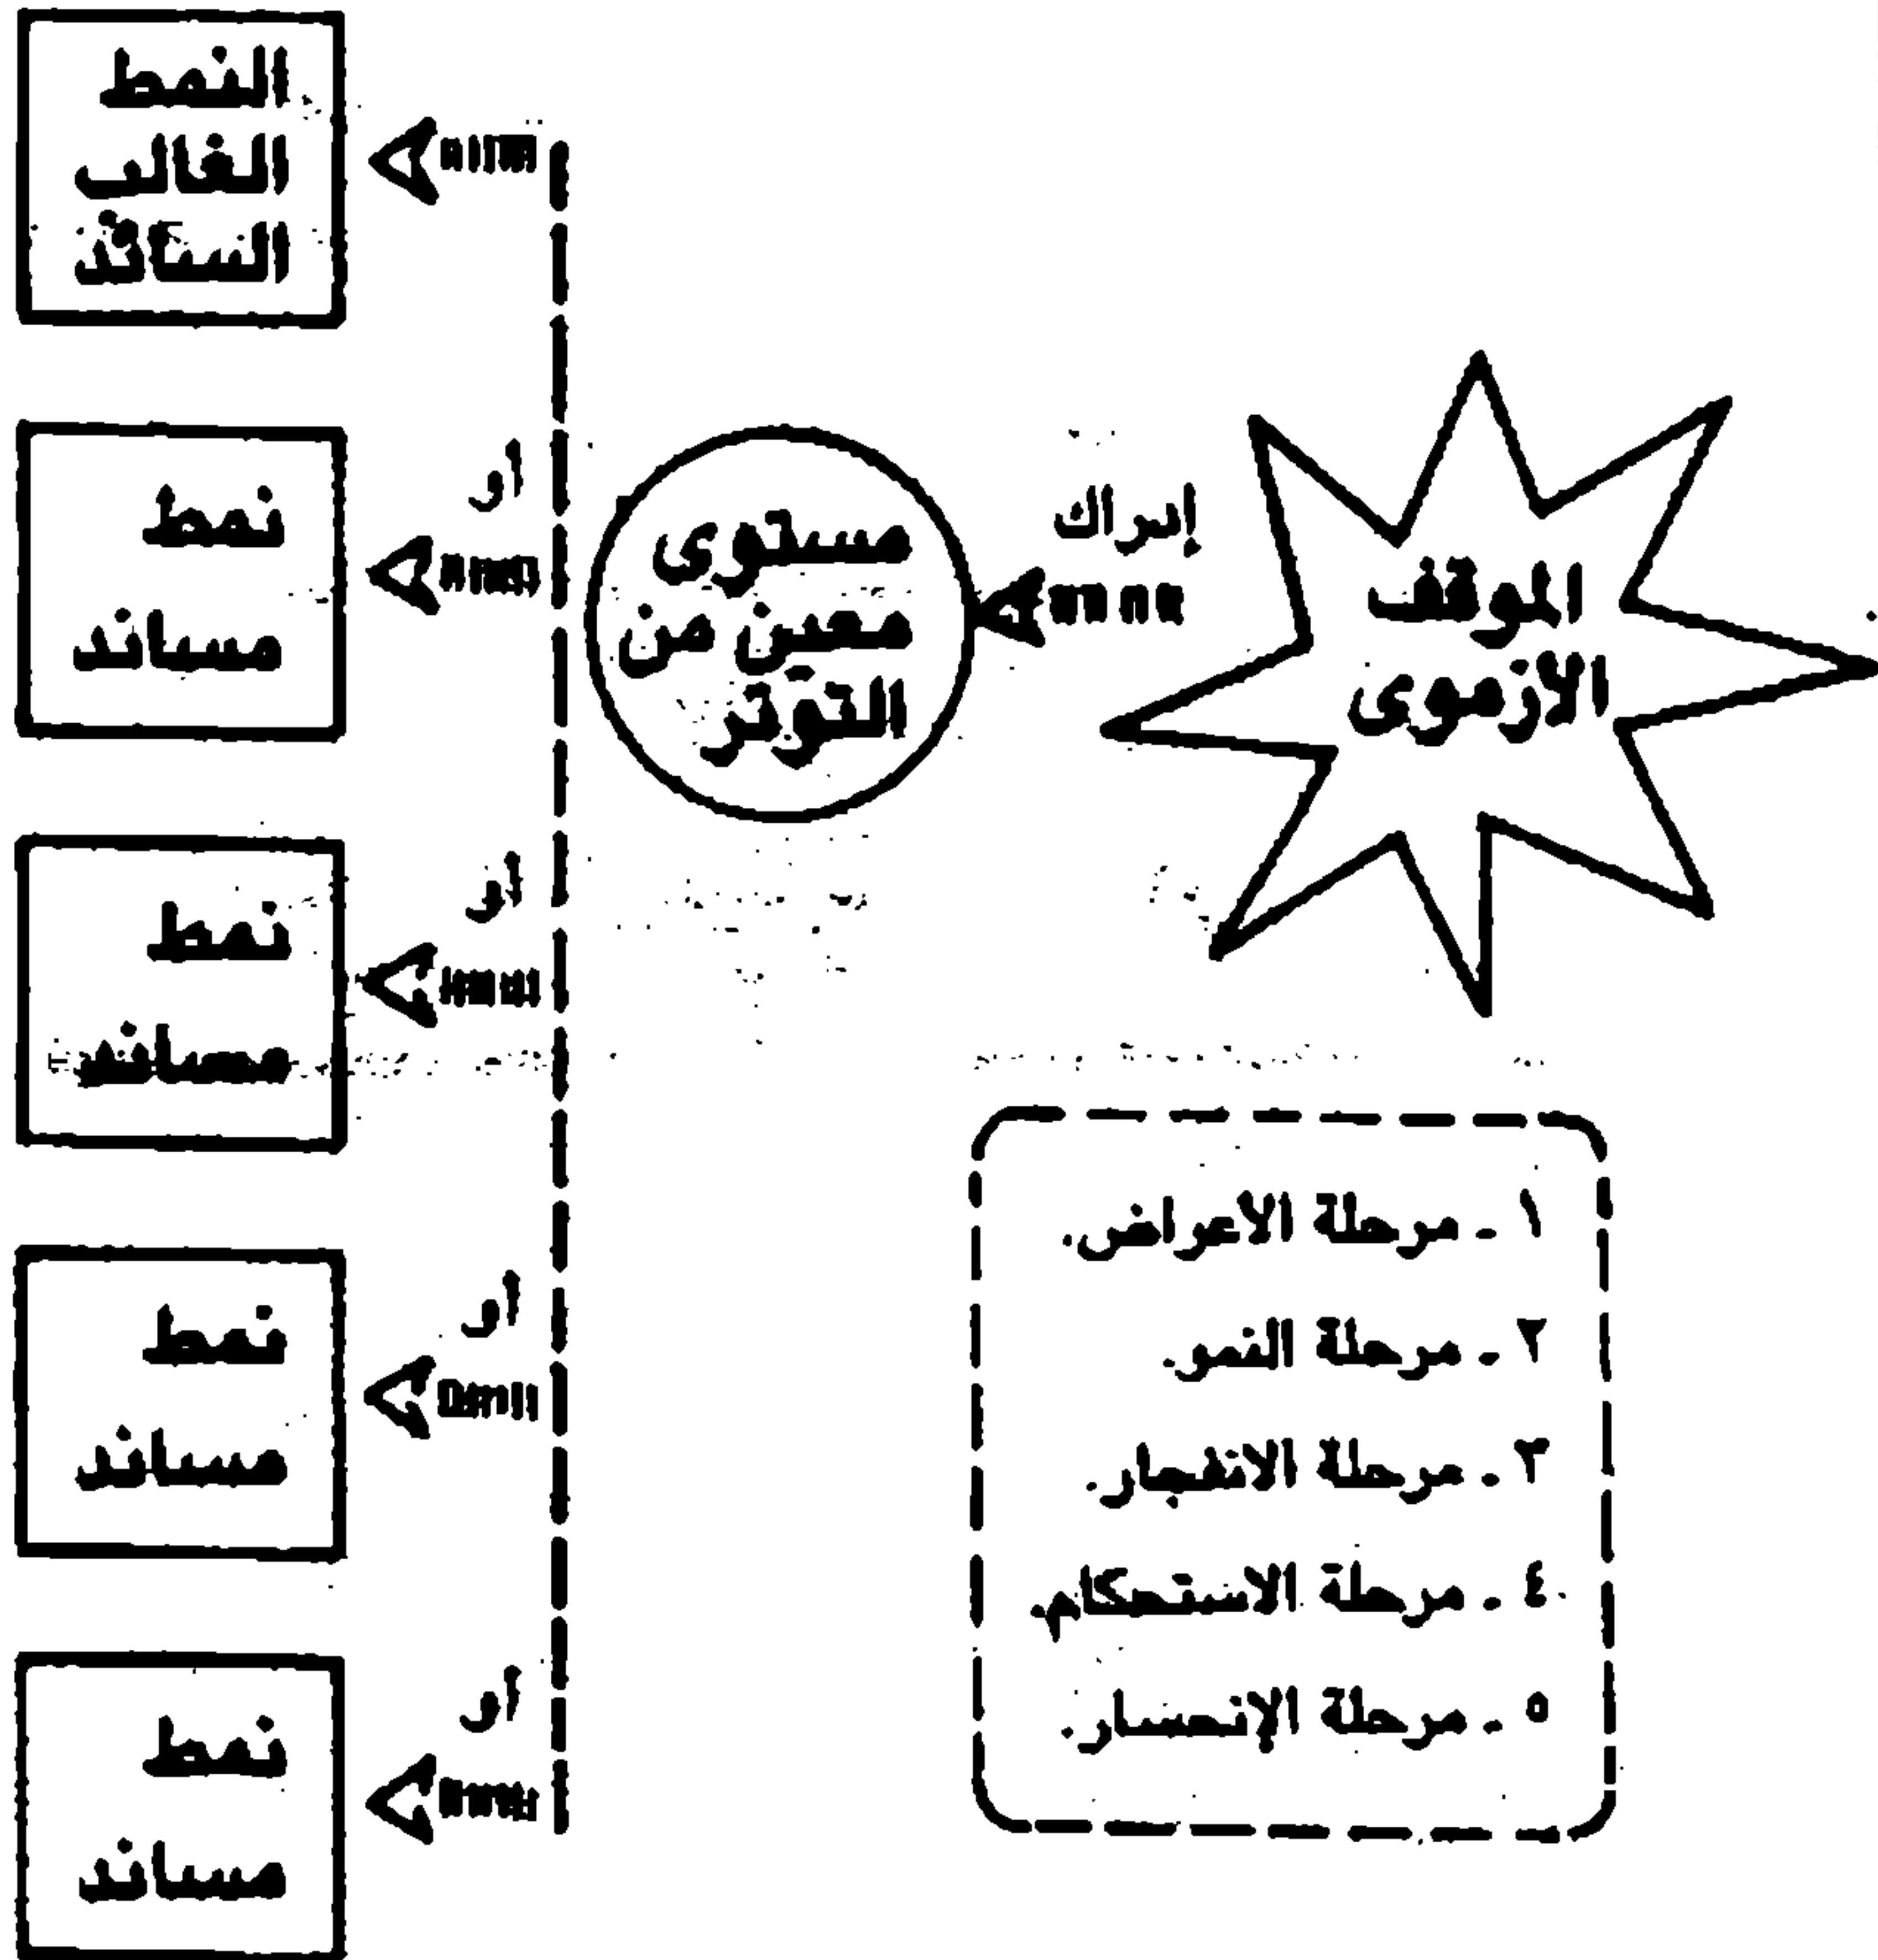 الموقف
الازموى
إدراك
مستوى
معين من
التوتر
النمط
الغالب
السائد
أو
نمط
مساند
أو
نمط
مساند
أو
نمط
مساند
أو
نمط
مساند
١ - مرحلة الاعراض.
٢ - مرحلة النمو.
٣ - مرحلة الانفجار.
٤ - مرحلة الاستحكام
٥ - مرحلة الإنحسار.